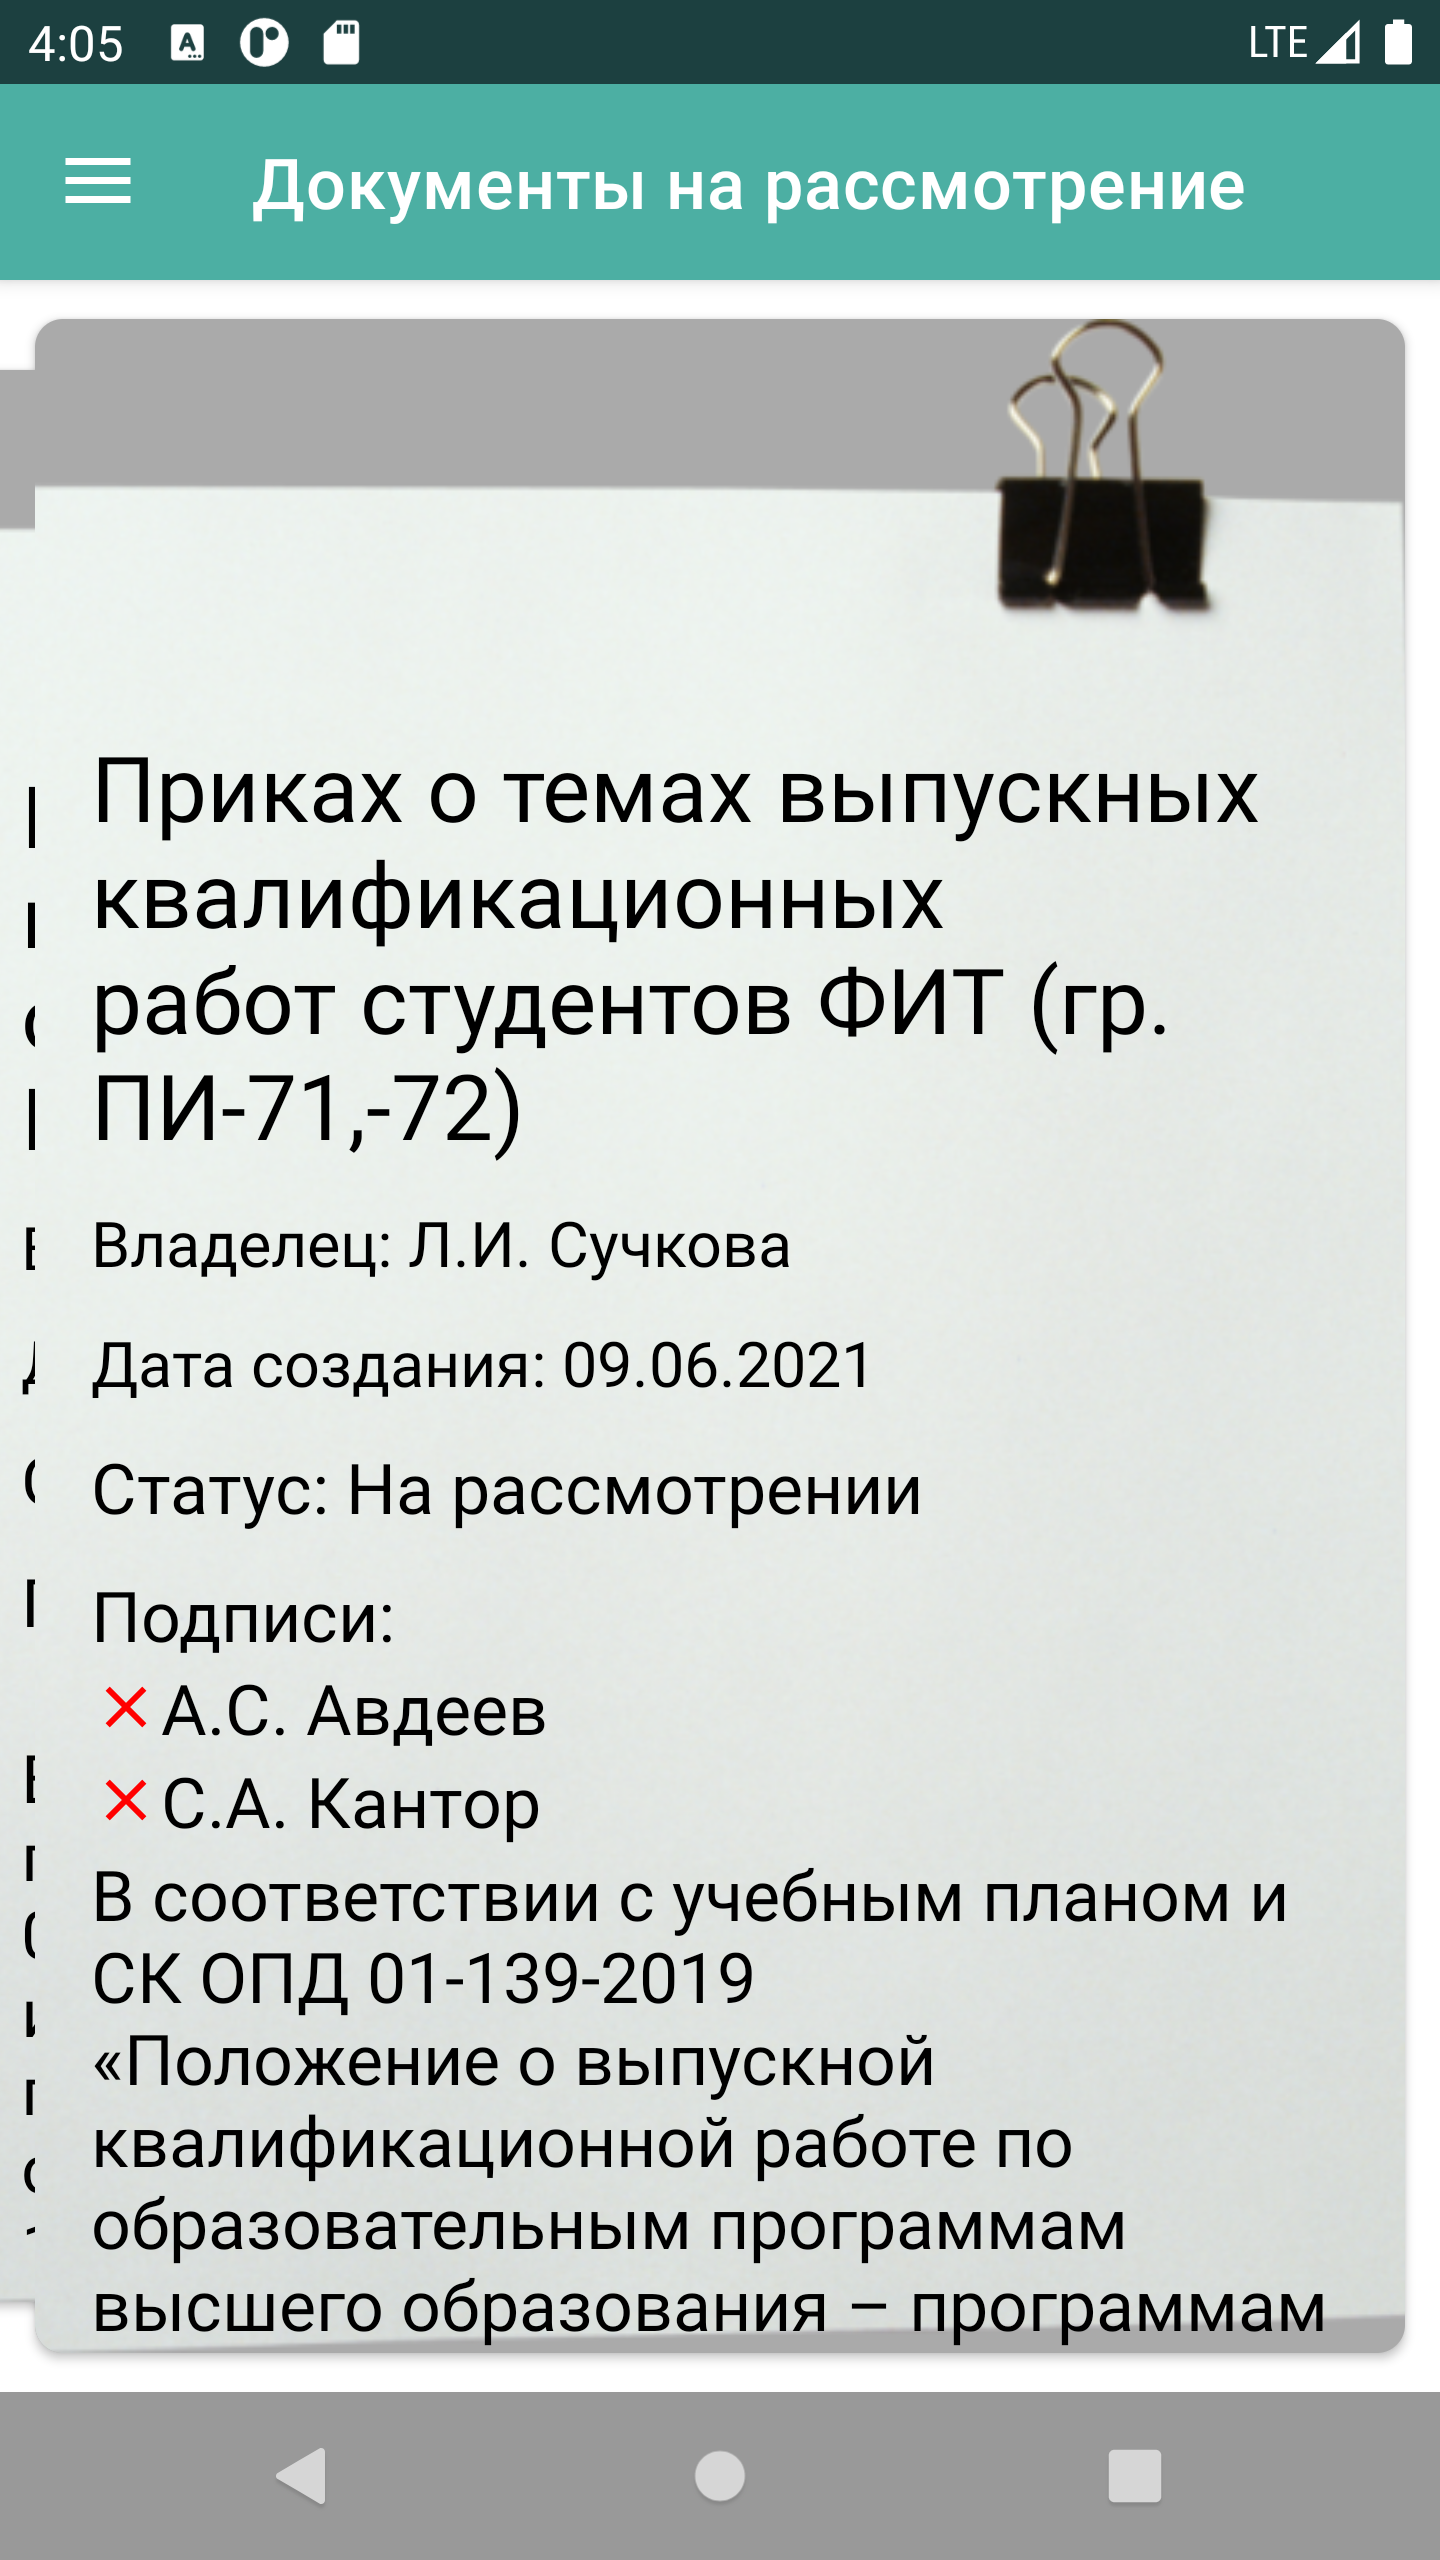 4:05
LTE
Документы на рассмотрение
Приках о темах выпускных
квалификационных
работ студентов ФИТ (гр.
ПИ-71,-72)
Владелец: Л.И. Сучкова
Дата создания: 09.06.2021
Статус: На рассмотрении
Подписи:
А.С. Авдеев
С.А. Кантор
В соответствии с учебным планом и
СК ОПД 01-139-2019
«Положение о выпускной
квалификационной работе по
образовательным программам
высшего образования – программам